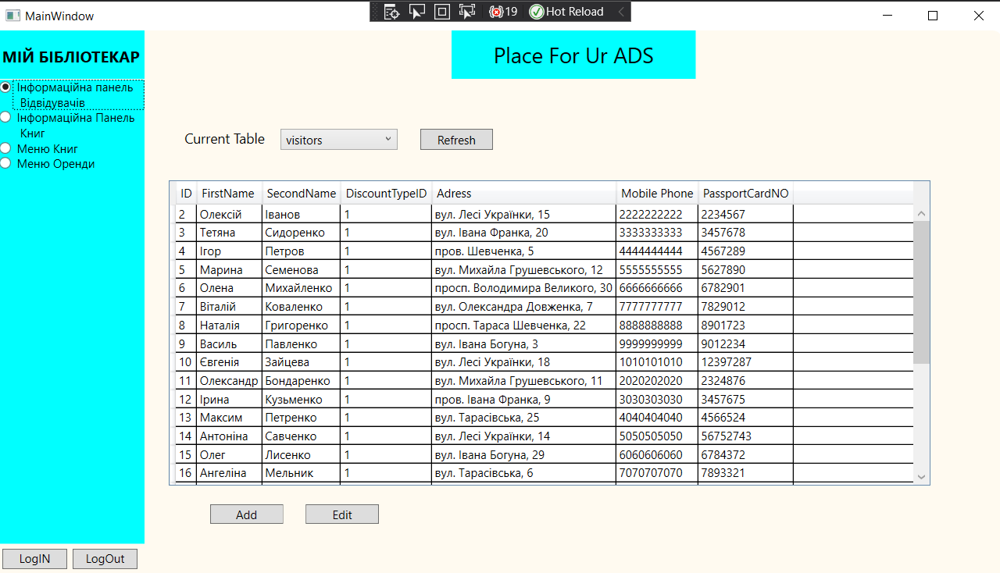 MainWindow
19 Hot Reload
МІЙ БІБЛІОТЕКАР
Place For Ur ADS
Інформаційна панель
Відвідувачів
Інформаційна Панель
Книг
Меню Книг
Меню Оренди
Current Table visitors Refresh
ID FirstName SecondName DiscountTypeID Adress Mobile Phone PassportCardNO
2 Олексій Іванов 1 вул. Лесі Українки, 15 2222222222 2234567
3 Тетяна Сидоренко 1 вул. Івана Франка, 20 3333333333 3457678
4 Ігор Петров 1 пров. Шевченка, 5 4444444444 4567289
5 Марина Семенова 1 вул. Михайла Грушевського, 12 5555555555 5627890
6 Олена Михайленко 1 просп. Володимира Великого, 30 6666666666 6782901
7 Віталій Коваленко 1 вул. Олександра Довженка, 7 7777777777 7829012
8 Наталія Григоренко 1 просп. Тараса Шевченка, 22 8888888888 8901723
9 Василь Павленко 1 вул. Івана Богуна, 3 9999999999 9012234
10 Євгенія Зайцева 1 вул. Лесі Українки, 18 1010101010 12397287
11 Олександр Бондаренко 1 вул. Михайла Грушевського, 11 2020202020 2324876
12 Ірина Кузьменко 1 пров. Івана Франка, 9 3030303030 3457675
13 Максим Петренко 1 вул. Тарасівська, 25 4040404040 4566524
14 Антоніна Савченко 1 вул. Лесі Українки, 14 5050505050 56752743
15 Олег Лисенко 1 вул. Івана Богуна, 29 6060606060 6784372
16 Ангеліна Мельник 1 вул. Тарасівська, 6 7070707070 7893321
Add Edit
LogIN LogOut